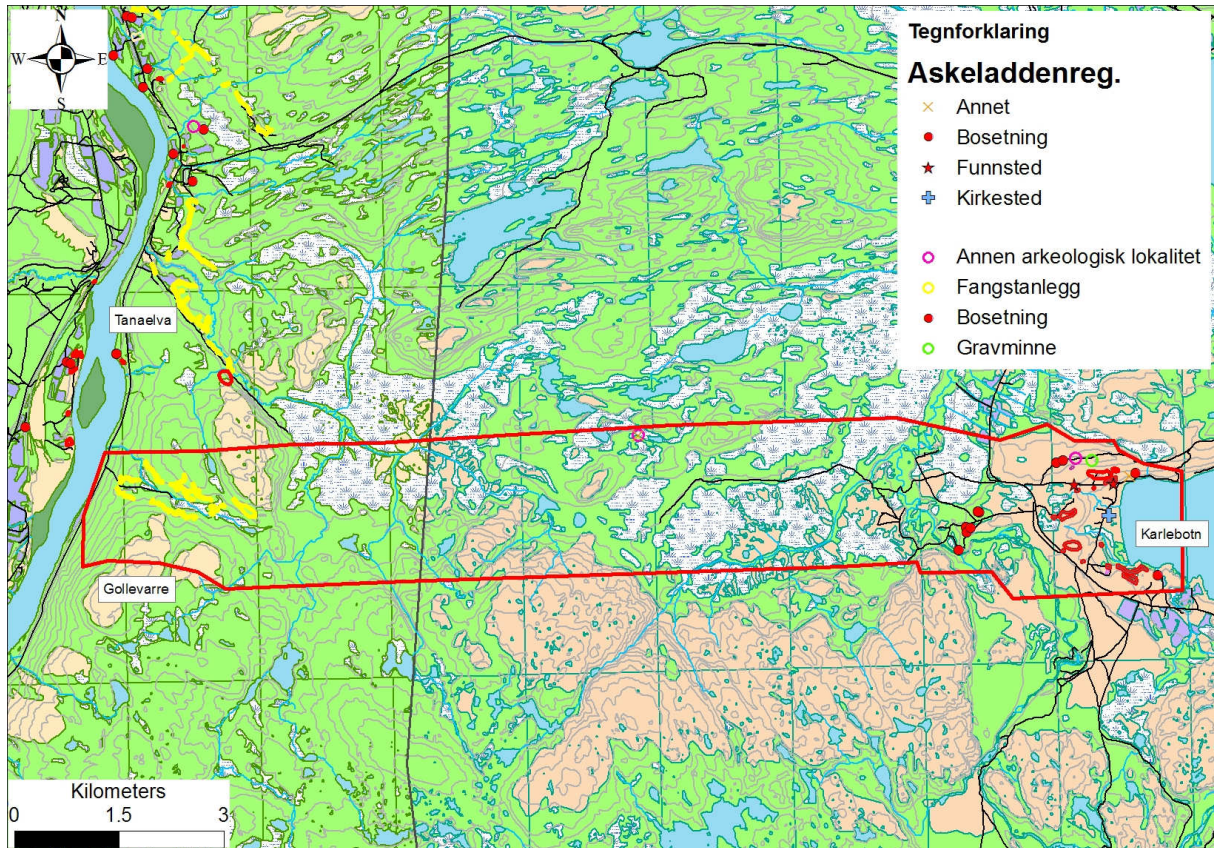 N
W E
S
Tegnforklaring
Askeladdenreg.
Annet
Bosetning
Funnsted
Kirkested
Annen arkeologisk lokalitet
Fangstanlegg
Bosetning
Gravminne
Tanaelva
Karlebotn
Gollevarre
Kilometers
0 1.5 3